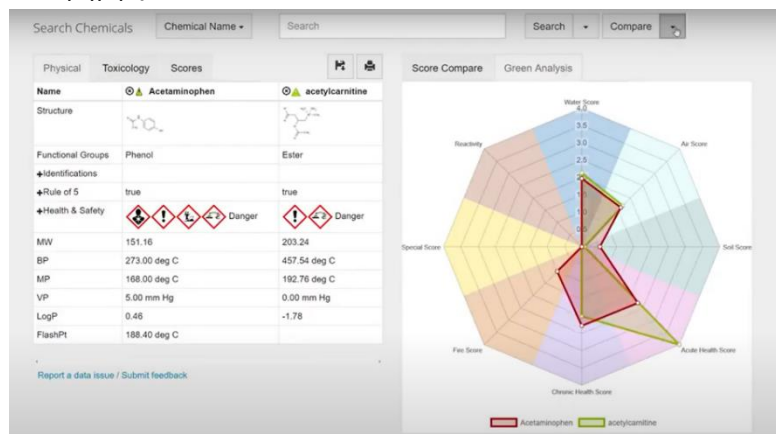 Search Chemicals Chemical Name Search Search Compare
Physical Toxicology Scores
Score Compare Green Analysis
Name Acetaminophen acetylcarnitine
Structure
Functional Groups Phenol Ester
+Identifications
+Rule of 5 true true
+Health & Safety Danger Danger
MW 151.16 203.24
BP 273.00 deg C 457.54 deg C
MP 168.00 deg C 192.76 deg C
VP 5.00 mm Hg 0.00 mm Hg
LogP 0.46 -1.78
FlashPt 188.40 deg C
Report a data issue / Submit feedback
Water Score
4.0
3.5
3.0
2.5
Reactivity
Air Score
Special Score
Soil Score
Fire Score
Acute Health Score
Chronic Health Score
Acetaminophen acetylcarnitine